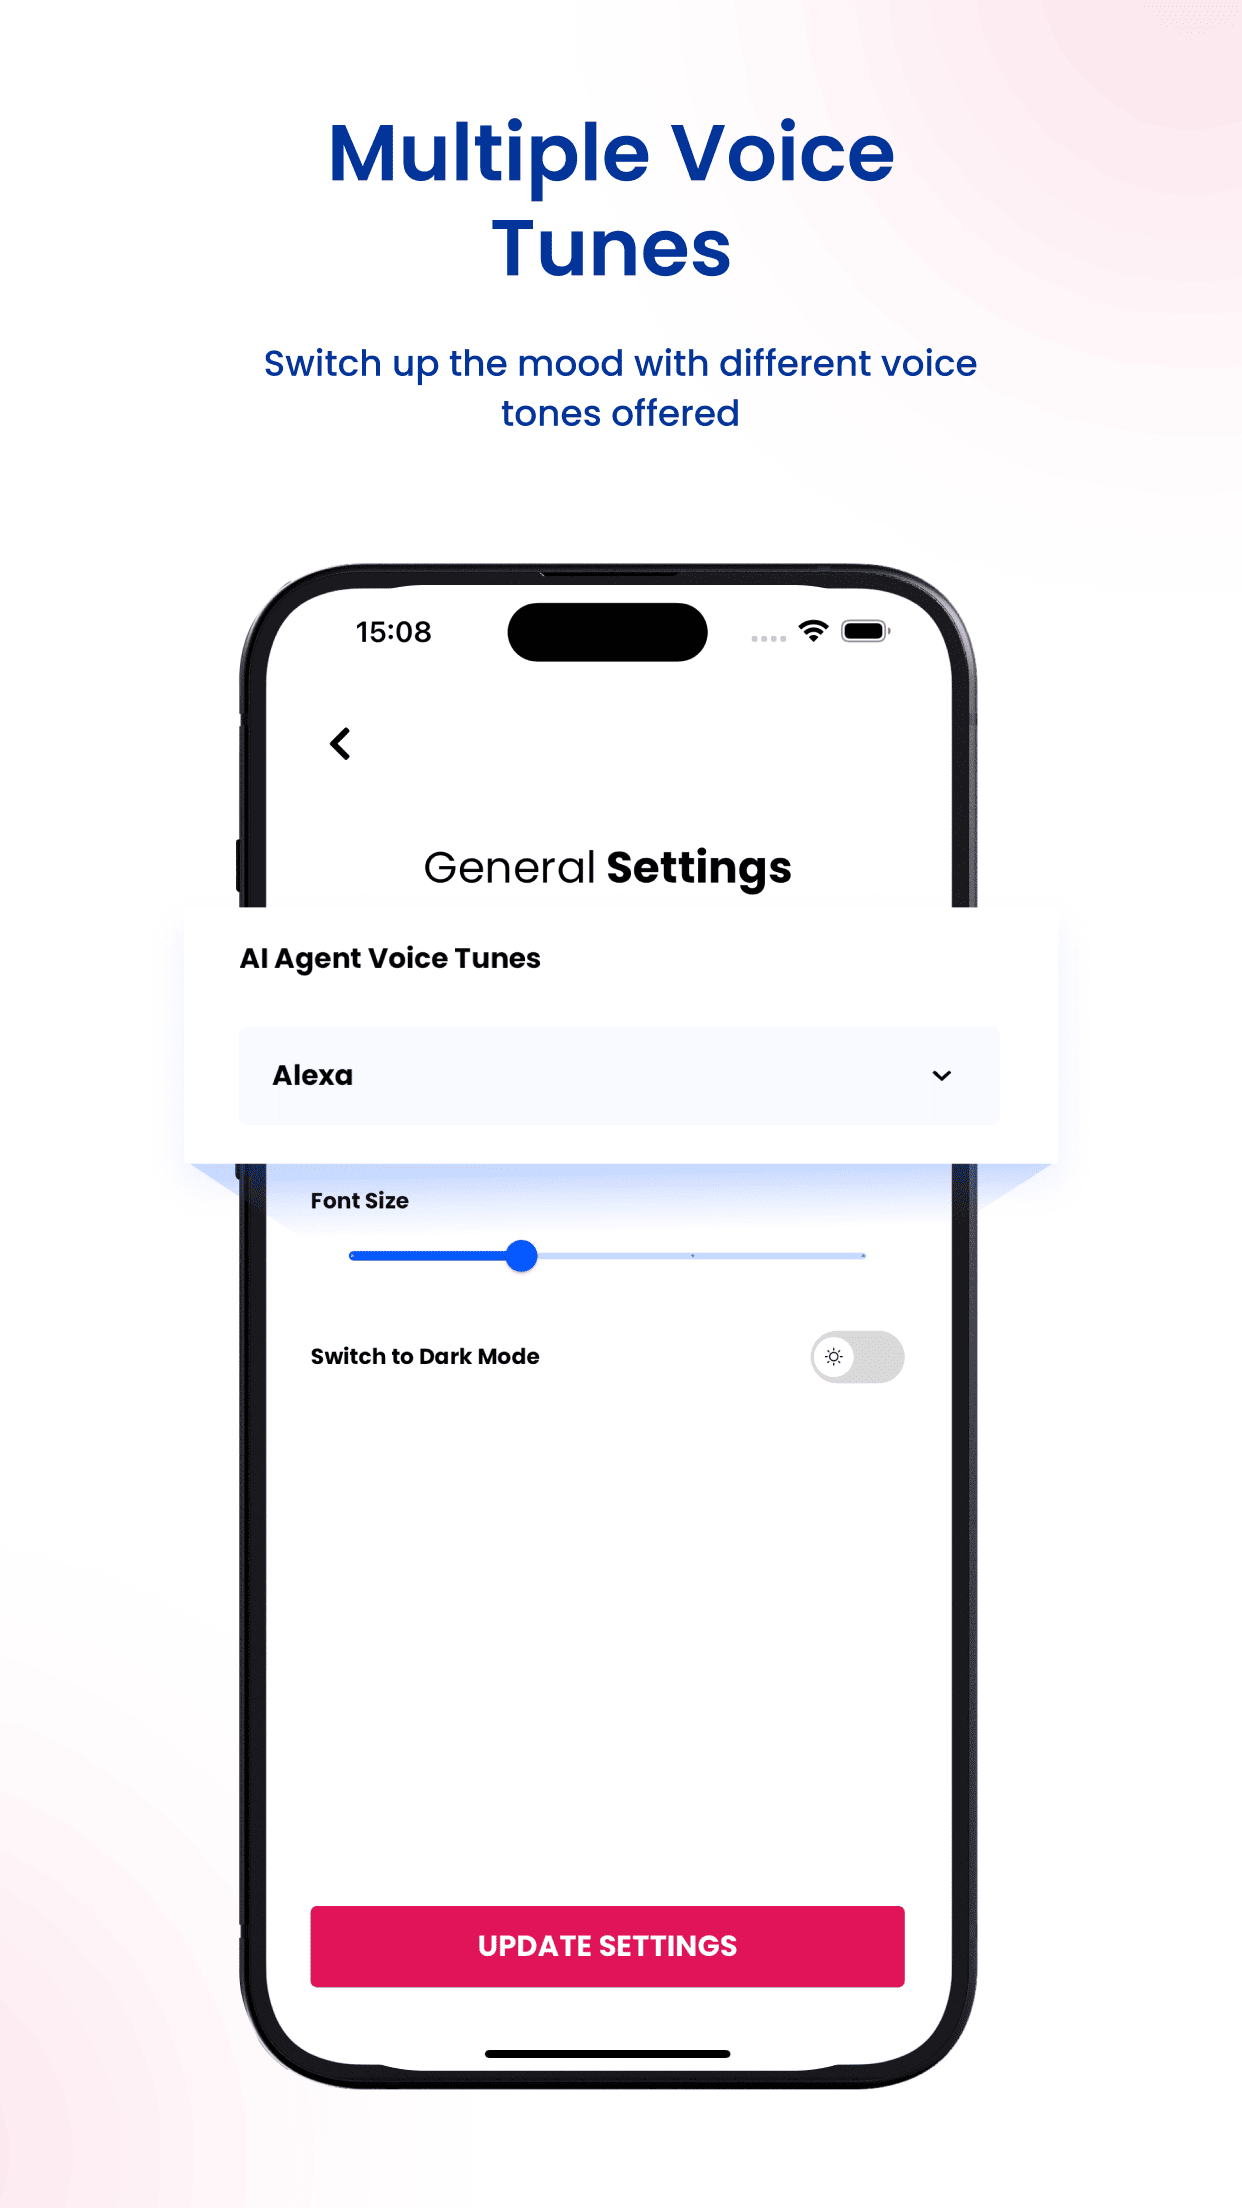 Multiple Voice
Tunes
Switch up the mood with different voice
tones offered
15:08
General Settings
AI Agent Voice Tunes
Alexa
Font Size
Switch to Dark Mode
UPDATE SETTINGS